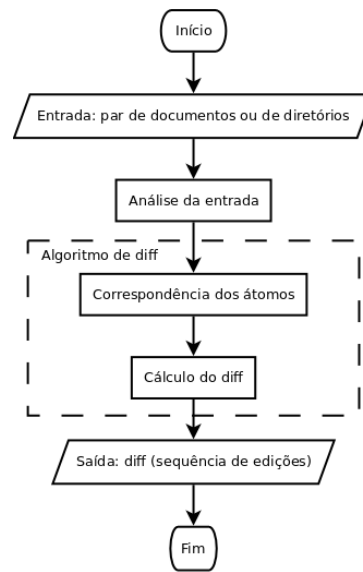 Início
Entrada: par de documentos ou de diretórios
Análise da entrada
Algoritmo de diff
Correspondência dos átomos
Cálculo do diff
Saída: diff (sequência de edições)
Fim